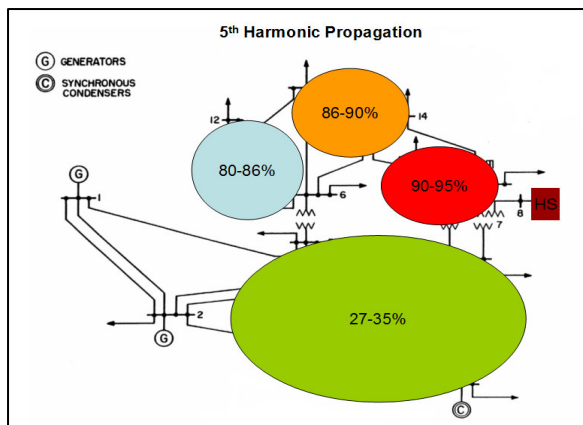 5th Harmonic Propagation
G GENERATORS
C SYNCHRONOUS
CONDENSERS
86-90%
12
14
80-86%
90-95%
6
G
1
8
HS
7
27-35%
2
G
C